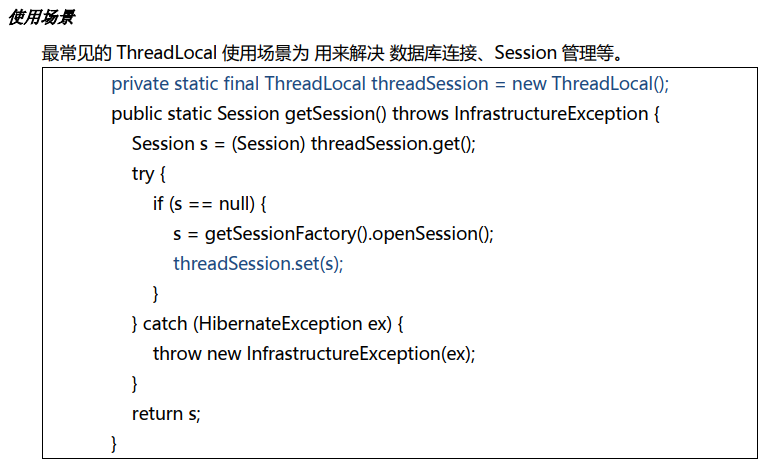 使用场景
最常见的 ThreadLocal 使用场景为 用来解决 数据库连接、Session 管理等。
private static final ThreadLocal threadSession = new ThreadLocal();
public static Session getSession() throws InfrastructureException {
Session s = (Session) threadSession.get();
try {
if (s == null) {
s = getSessionFactory().openSession();
threadSession.set(s);
}
} catch (HibernateException ex) {
throw new InfrastructureException(ex);
}
return s;
}